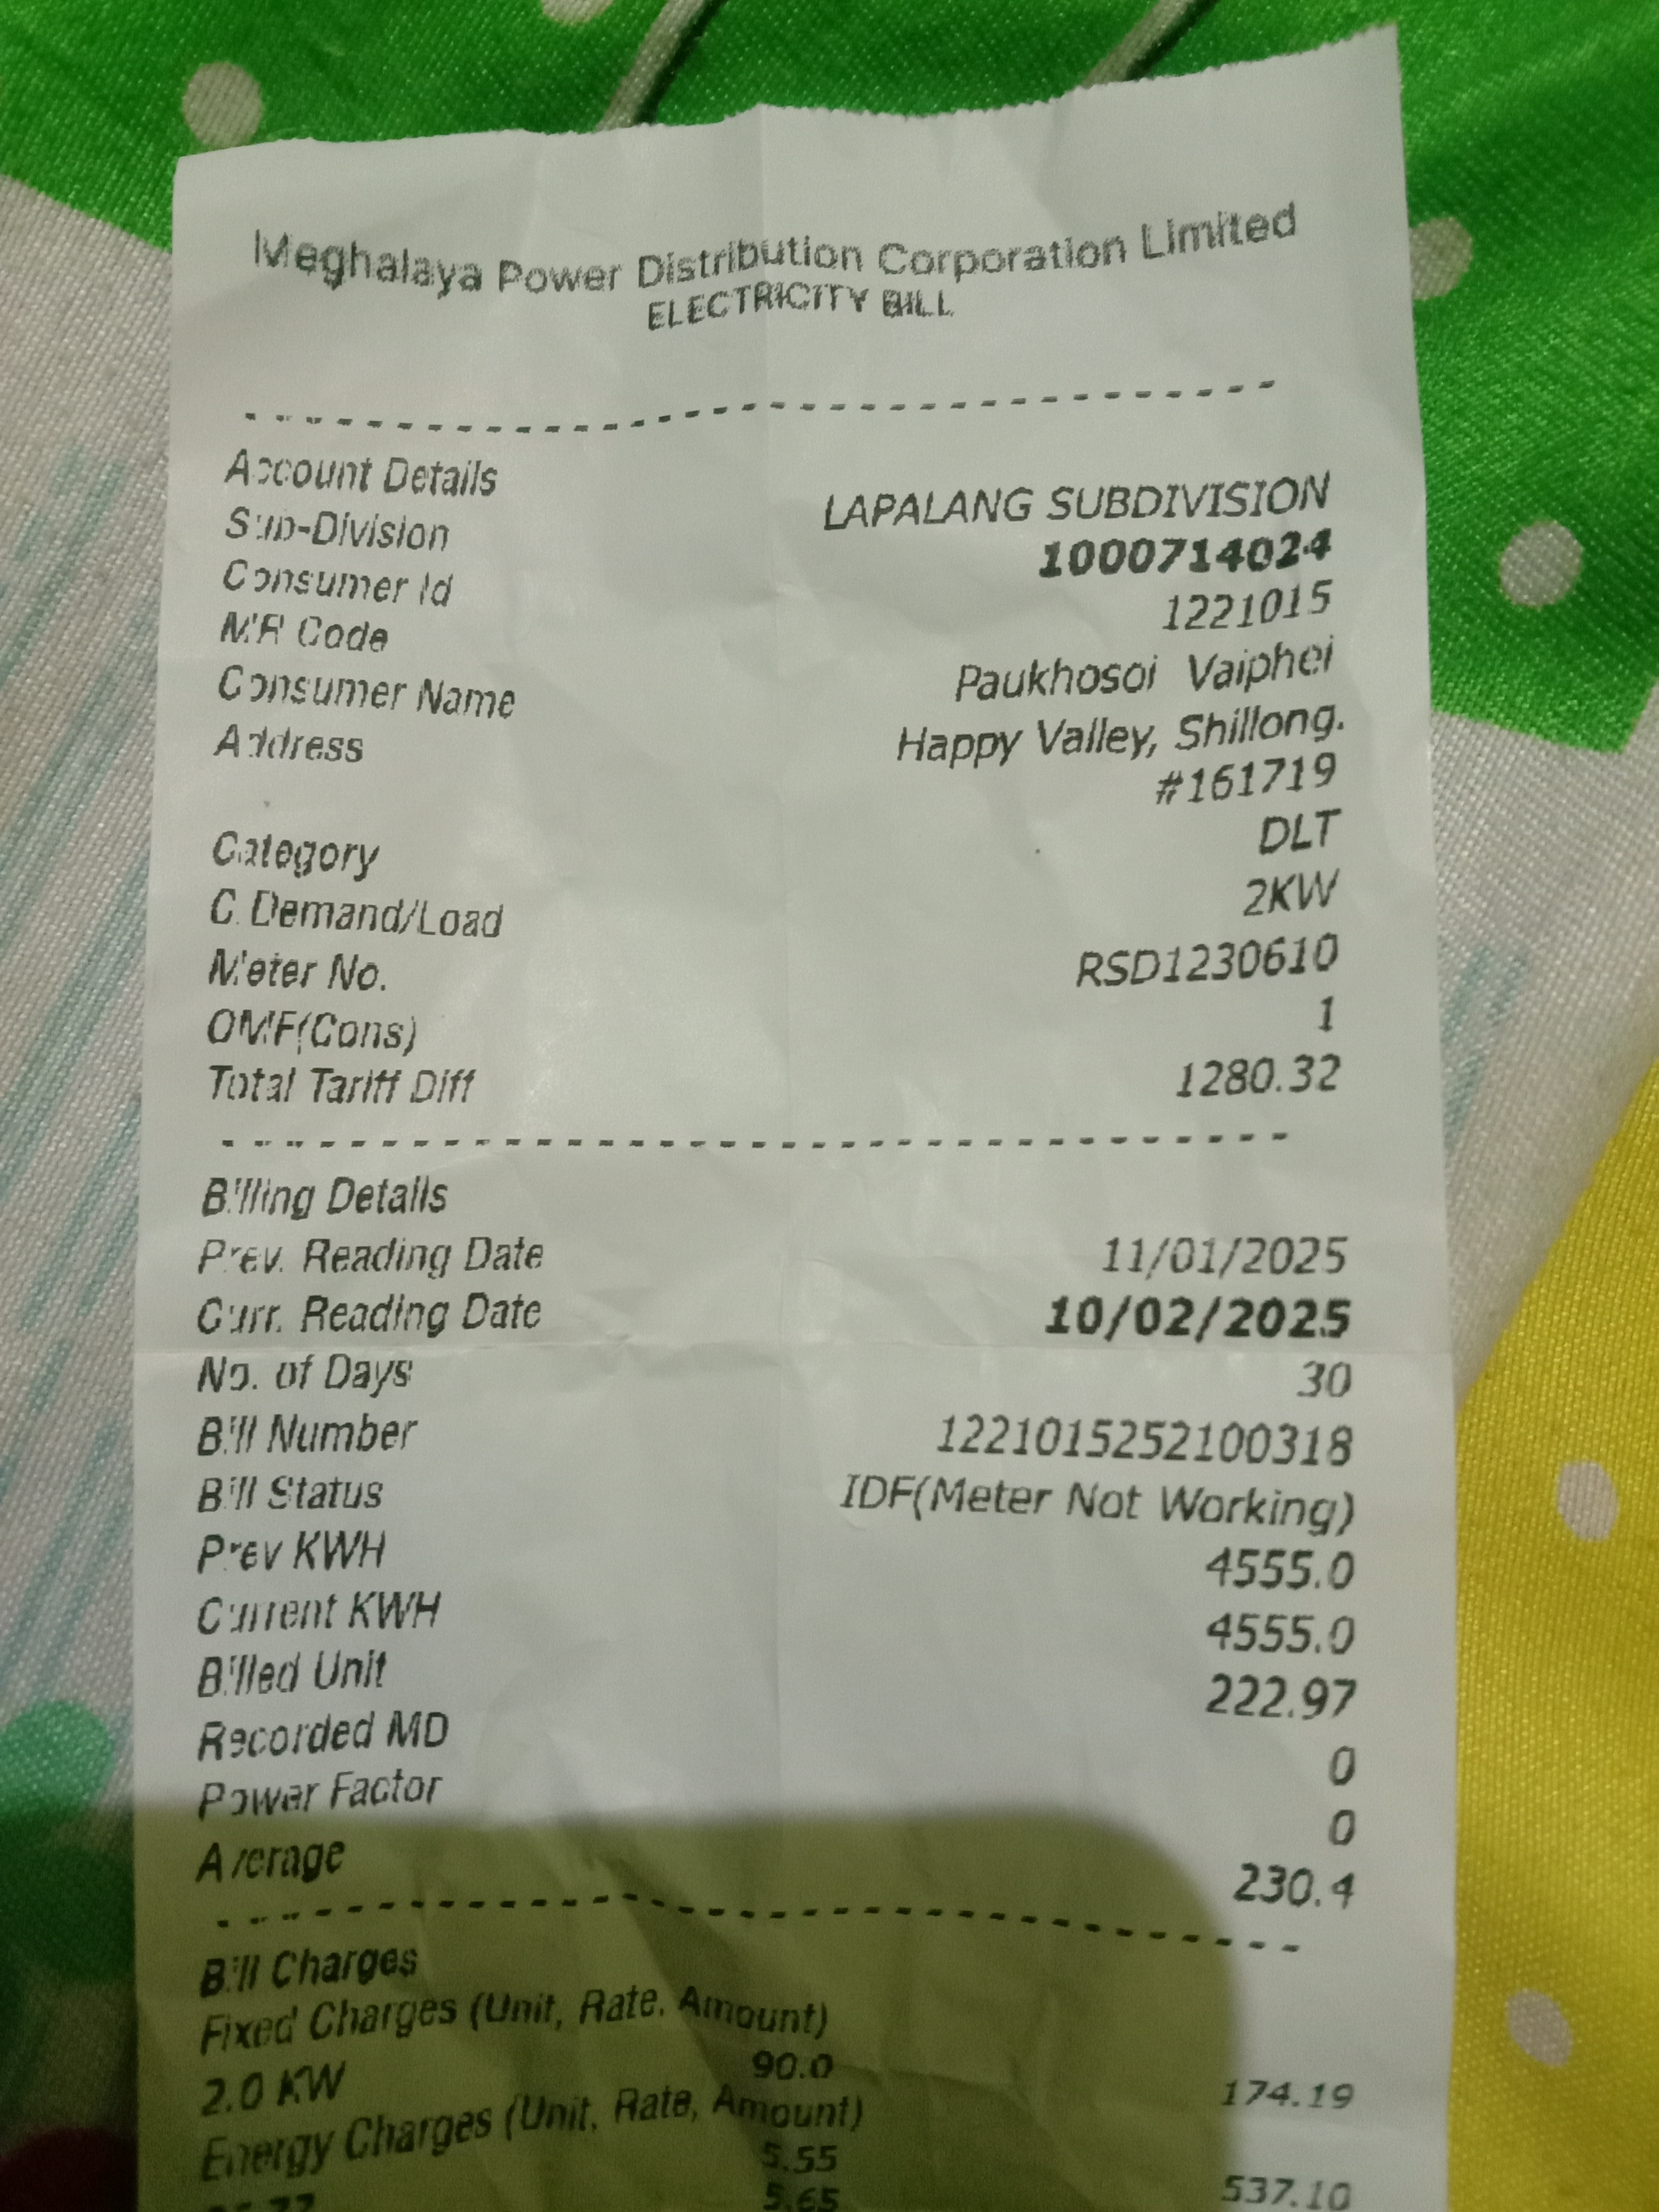 Meghalaya Power Distribution Corporation Limited
ELECTRICITY BILL
Account Details
Sub-Division LAPALANG SUBDIVISION
Consumer Id 1000714024
MR Code 1221015
Consumer Name Paukhosoi Vaiphei
Address Happy Valley, Shillong.
#161719
Category DLT
C.Demand/Load 2KW
Meter No. RSD1230610
OMF(Cons) 1
Total Tariff Diff 1280.32
Billing Details
Prev. Reading Date 11/01/2025
Curr. Reading Date 10/02/2025
No. of Days 30
Bill Number 1221015252100318
Bill Status IDF(Meter Not Working)
Prev KWH 4555.0
Current KWH 4555.0
Billed Unit 222.97
Recorded MD 0
Power Factor 0
Average 230.4
Bill Charges
Fixed Charges (Unit, Rate, Amount)
2.0 KW 90.0 174.19
Energy Charges (Unit, Rate, Amount)
5.55 537.10
5.65